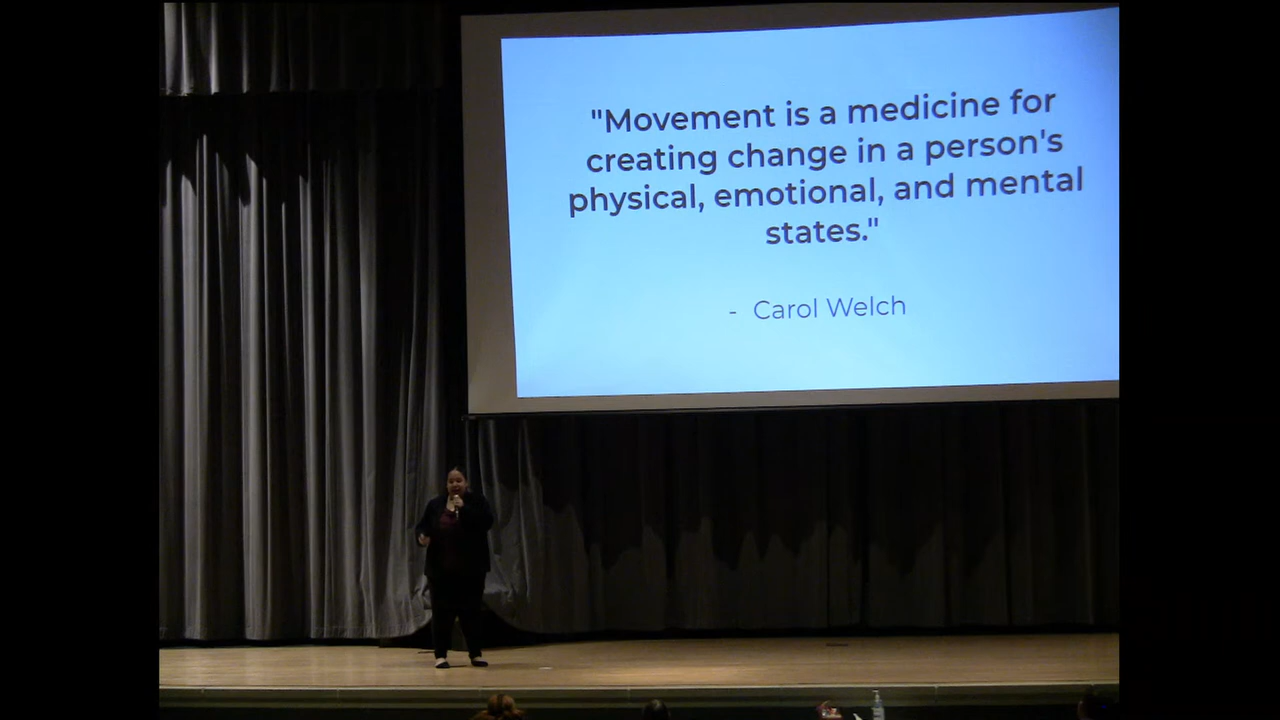 "Movement is a medicine for
creating change in a person's
physical, emotional, and mental
states."
- Carol Welch